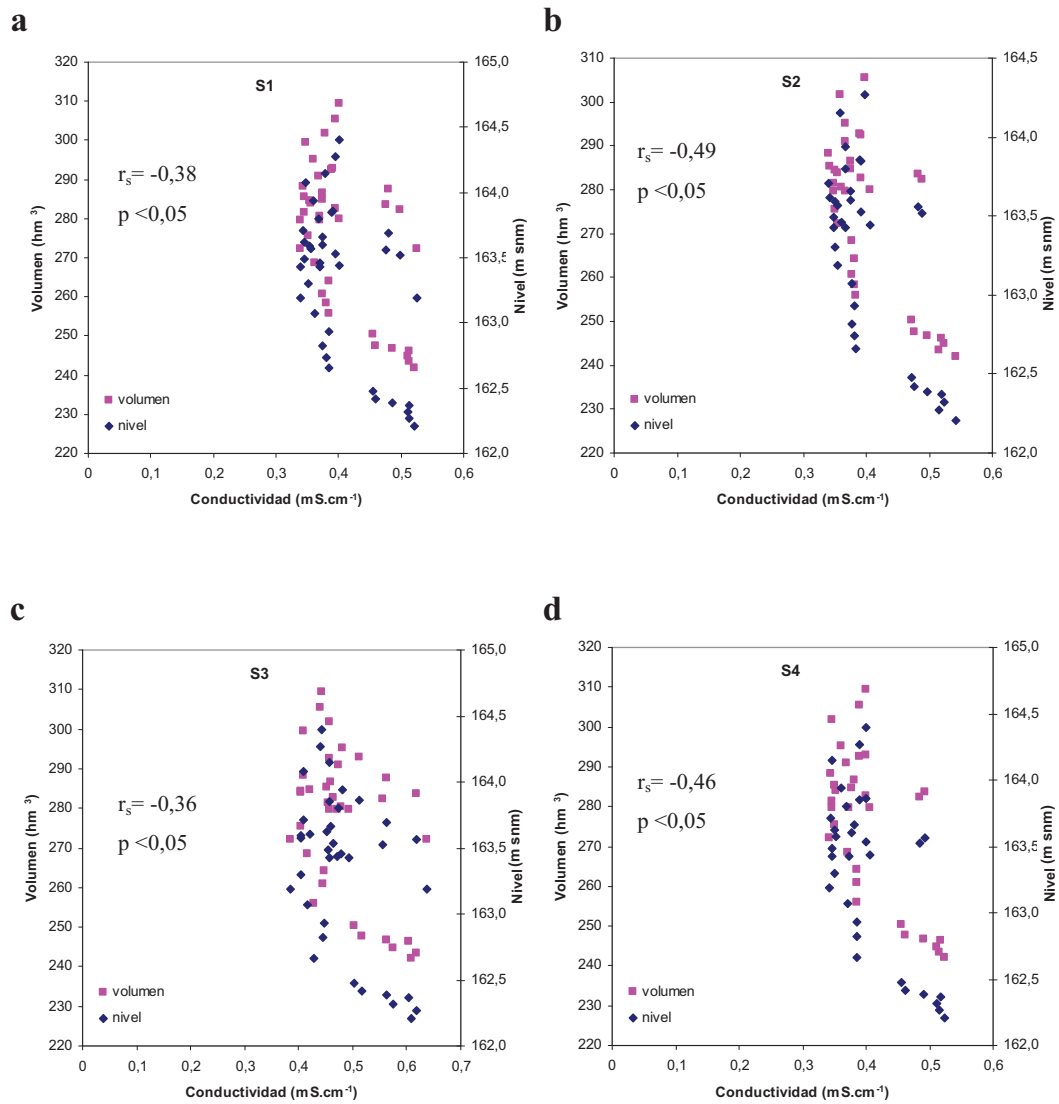 a
S1
Volumen (hm³)
320
310
300
290
280
270
260
250
240
230
220
165,0
164,5
164,0
163,5
163,0
162,5
162,0
Nivel (m snm)
rₛ= -0,38
p <0,05
volumen
nivel
0 0,1 0,2 0,3 0,4 0,5 0,6
Conductividad (mS.cm⁻¹)
b
S2
Volumen (hm³)
310
300
290
280
270
260
250
240
230
220
164,5
164,0
163,5
163,0
162,5
162,0
Nivel (m snm)
rₛ= -0,49
p <0,05
volumen
nivel
0 0,1 0,2 0,3 0,4 0,5 0,6
Conductividad (mS.cm⁻¹)
c
S3
Volumen (hm³)
320
310
300
290
280
270
260
250
240
230
220
165,0
164,5
164,0
163,5
163,0
162,5
162,0
Nivel (m snm)
rₛ= -0,36
p <0,05
volumen
nivel
0 0,1 0,2 0,3 0,4 0,5 0,6 0,7
Conductividad (mS.cm⁻¹)
d
S4
Volumen (hm³)
320
310
300
290
280
270
260
250
240
230
220
165,0
164,5
164,0
163,5
163,0
162,5
162,0
Nivel (m snm)
rₛ= -0,46
p <0,05
volumen
nivel
0 0,1 0,2 0,3 0,4 0,5 0,6 0,7
Conductividad (mS.cm⁻¹)